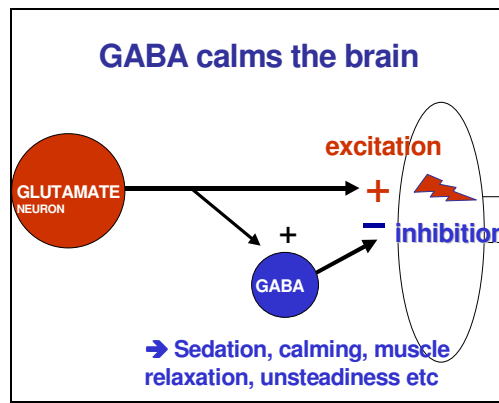 GABA calms the brain
excitation
GLUTAMATE
NEURON
+
+
– inhibition
GABA
➔ Sedation, calming, muscle
relaxation, unsteadiness etc